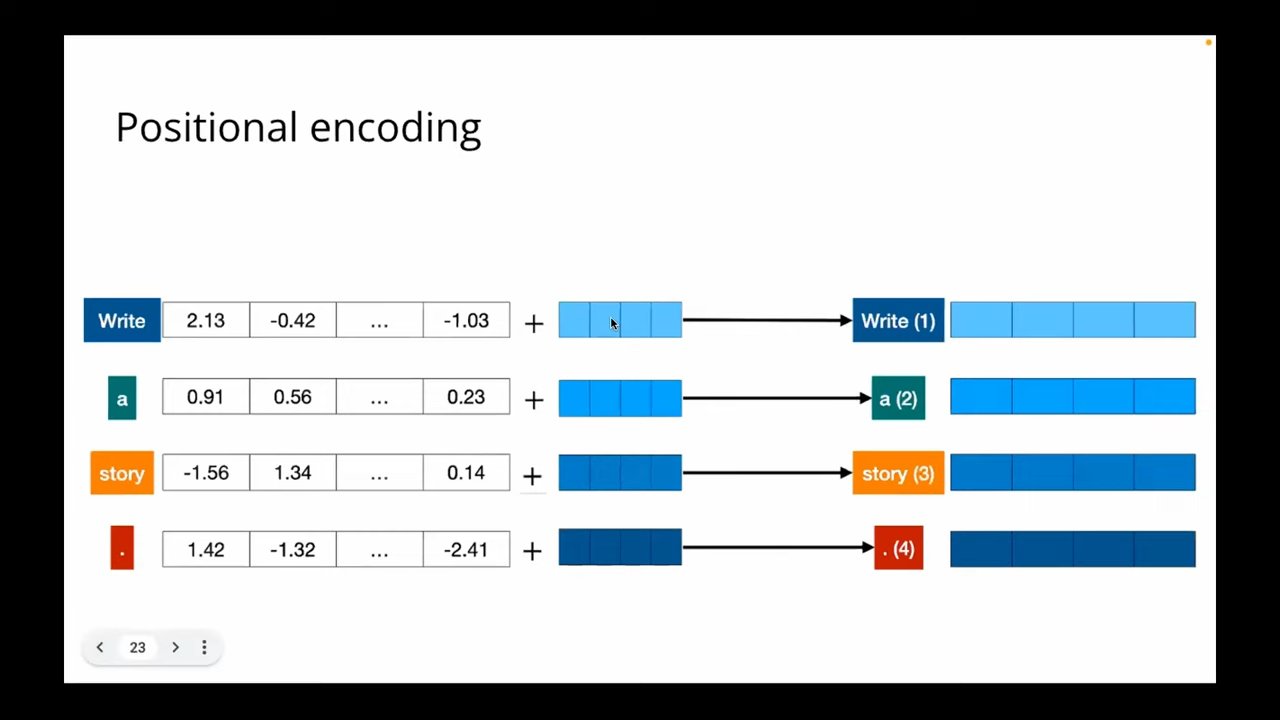 Positional encoding
Write 2.13 -0.42 ... -1.03 + Write (1)
a 0.91 0.56 ... 0.23 + a (2)
story -1.56 1.34 ... 0.14 + story (3)
. 1.42 -1.32 ... -2.41 + . (4)
23